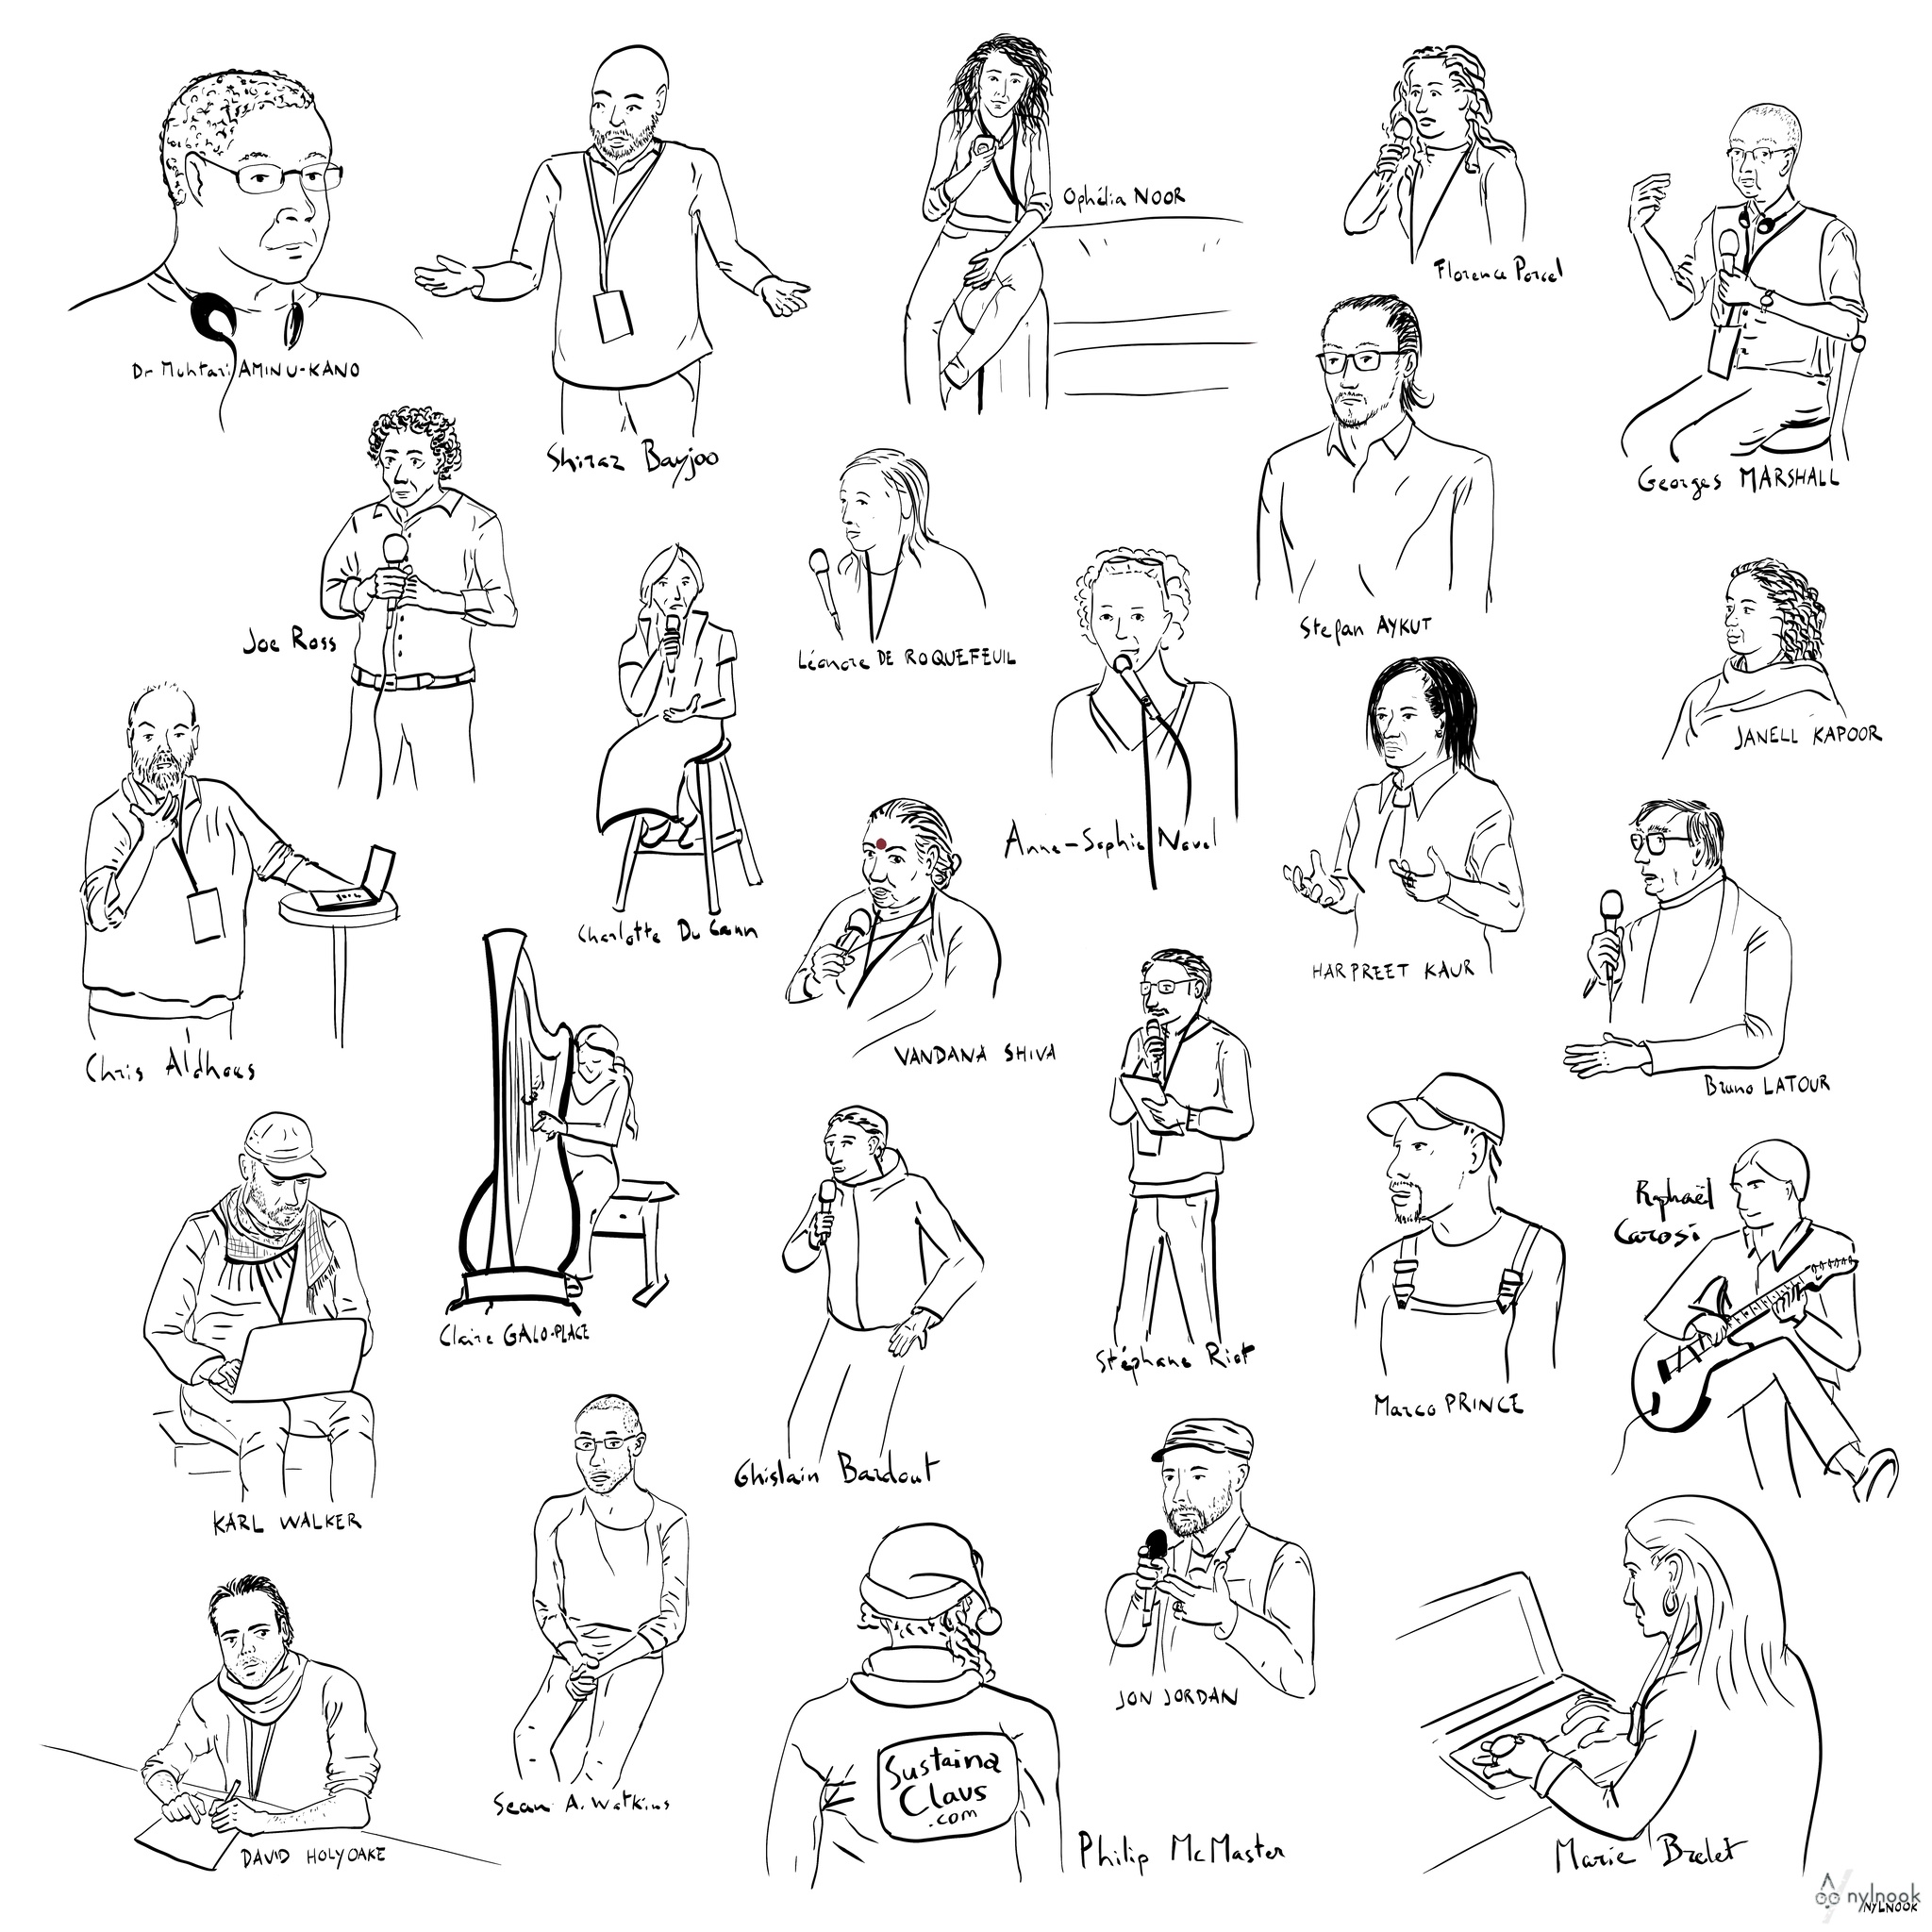 Ophélia NOOR
Florence Porcel
Dr Muhtari AMINU-KANO
Shiraz Bayjoo
Georges MARSHALL
Joe Ross
Léonore DE ROQUEFEUIL
Stefan AYKUT
JANELL KAPOOR
Anne-Sophie Novel
Charlotte Du Cann
HARPREET KAUR
Chris Aldhous
VANDANA SHIVA
Bruno LATOUR
Raphaël
Carosi
Claire GALO-PLACE
Stéphane Riot
Marco PRINCE
Ghislain Bardout
KARL WALKER
JON JORDAN
Sustaina
Claus
.com
Sean A. Watkins
DAVID HOLYOAKE
Philip McMaster
Marie Brelet
nylnook
/NYLNOOK